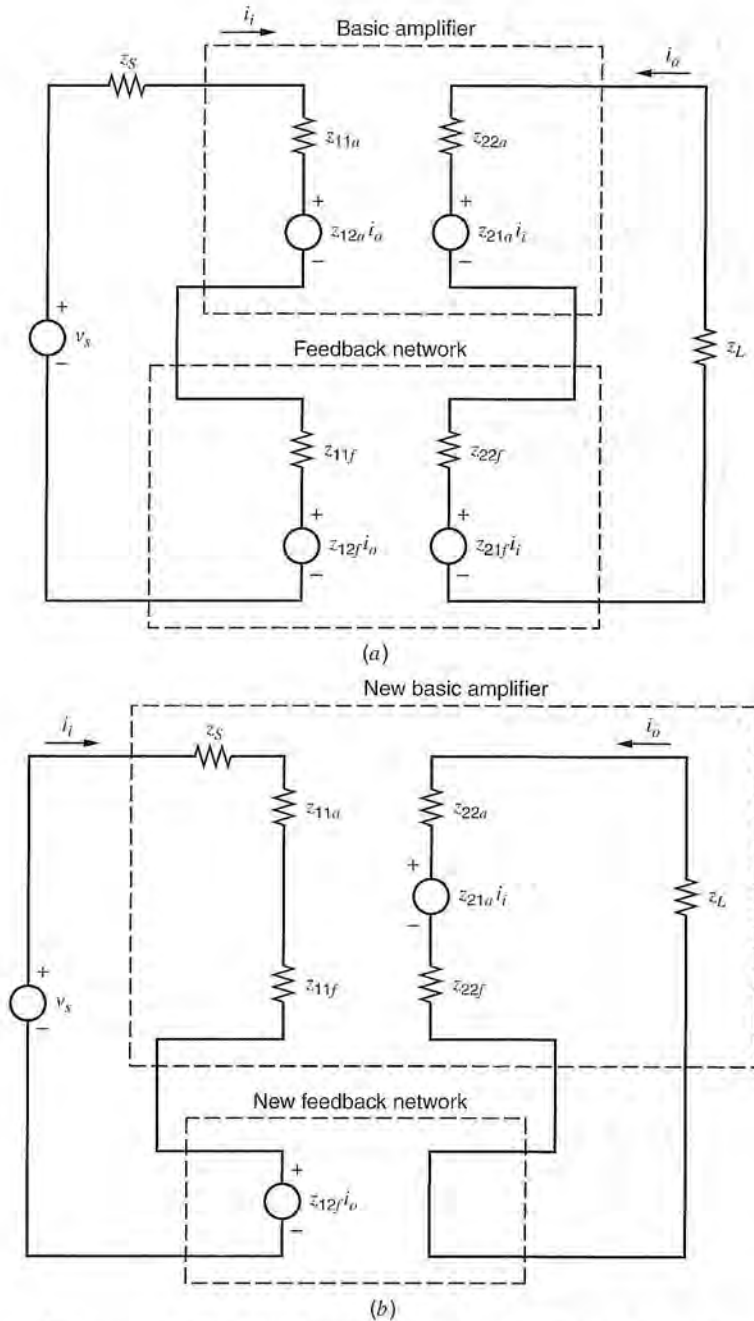 i_i
Basic amplifier
i_o
z_S
z_11a
z_22a
+
+
z_12a i_o
z_21a i_i
−
−
+
v_s
−
Feedback network
z_L
z_11f
z_22f
+
+
z_12f i_o
z_21f i_i
−
−
(a)
New basic amplifier
i_i
z_S
i_o
z_11a
z_22a
+
z_21a i_i
z_L
−
+
v_s
−
z_11f
z_22f
New feedback network
+
z_12f i_o
−
(b)